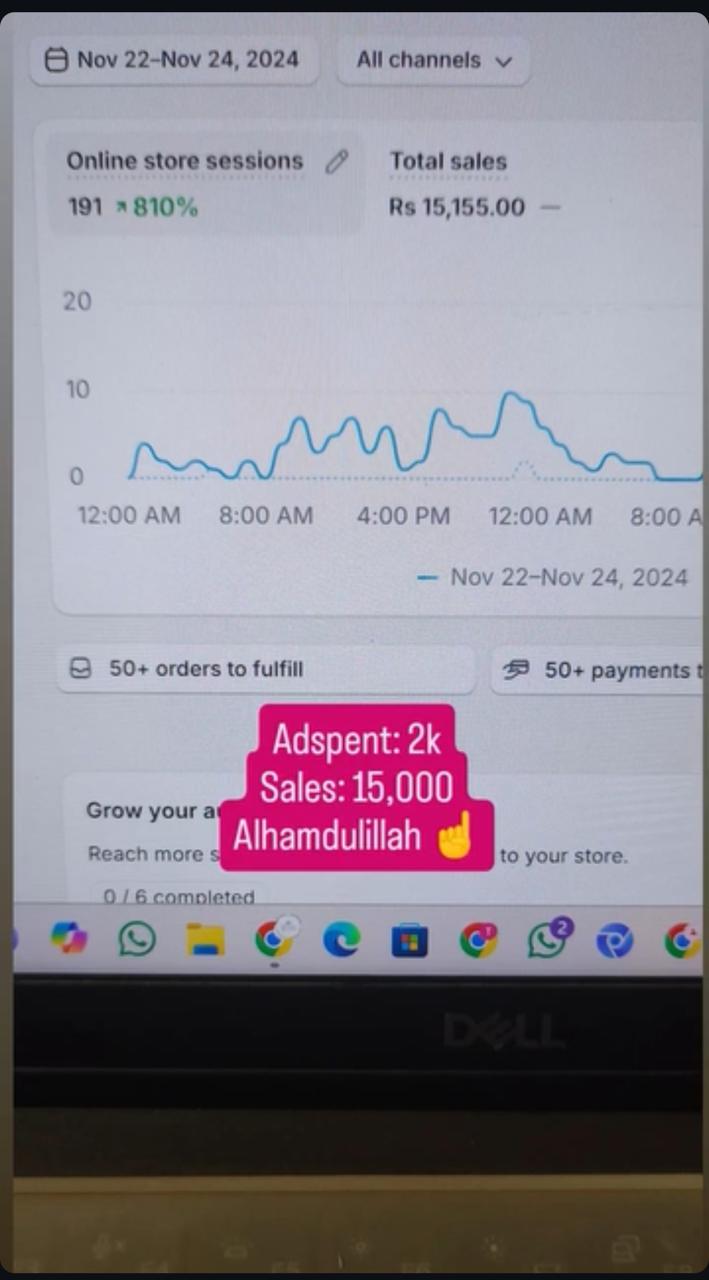 Nov 22–Nov 24, 2024
All channels
Online store sessions
Total sales
191 810%
Rs 15,155.00 —
20
10
0
12:00 AM 8:00 AM 4:00 PM 12:00 AM 8:00 A
Nov 22–Nov 24, 2024
50+ orders to fulfill
50+ payments t
Adspent: 2k
Sales: 15,000
Alhamdulillah ☝️
Grow your a
Reach more s
to your store.
0 / 6 completed
2
DELL